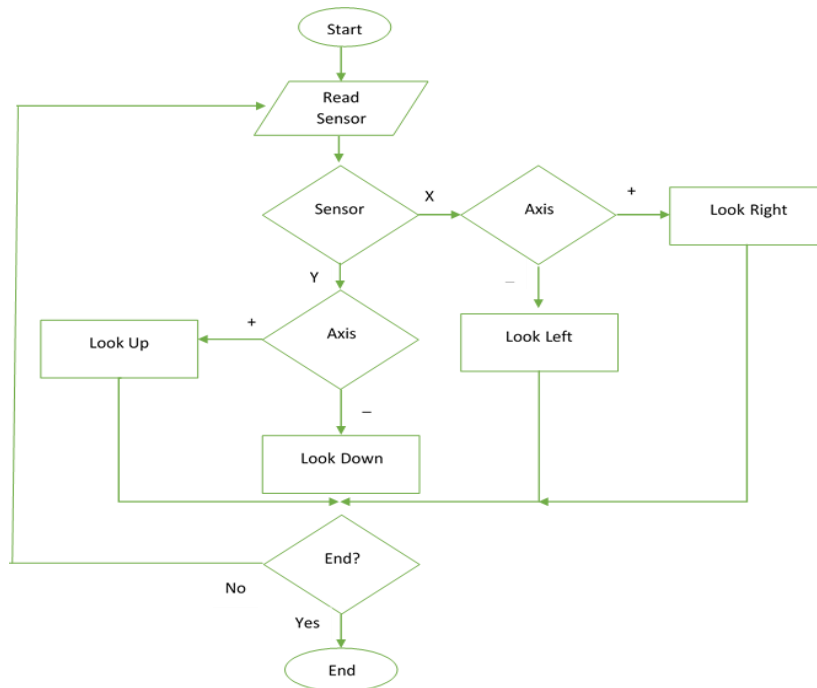 Start
Read
Sensor
Sensor
X
Axis
+
Look Right
Y
–
+
Axis
Look Up
Look Left
–
Look Down
End?
No
Yes
End